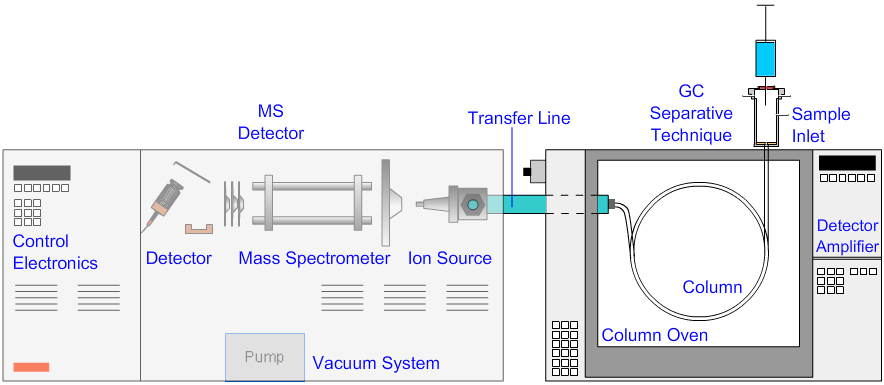 MS
Detector
Transfer Line
GC
Separative
Technique
Sample
Inlet
Control
Electronics
Detector
Mass Spectrometer
Ion Source
Column
Detector
Amplifier
Column Oven
Pump
Vacuum System